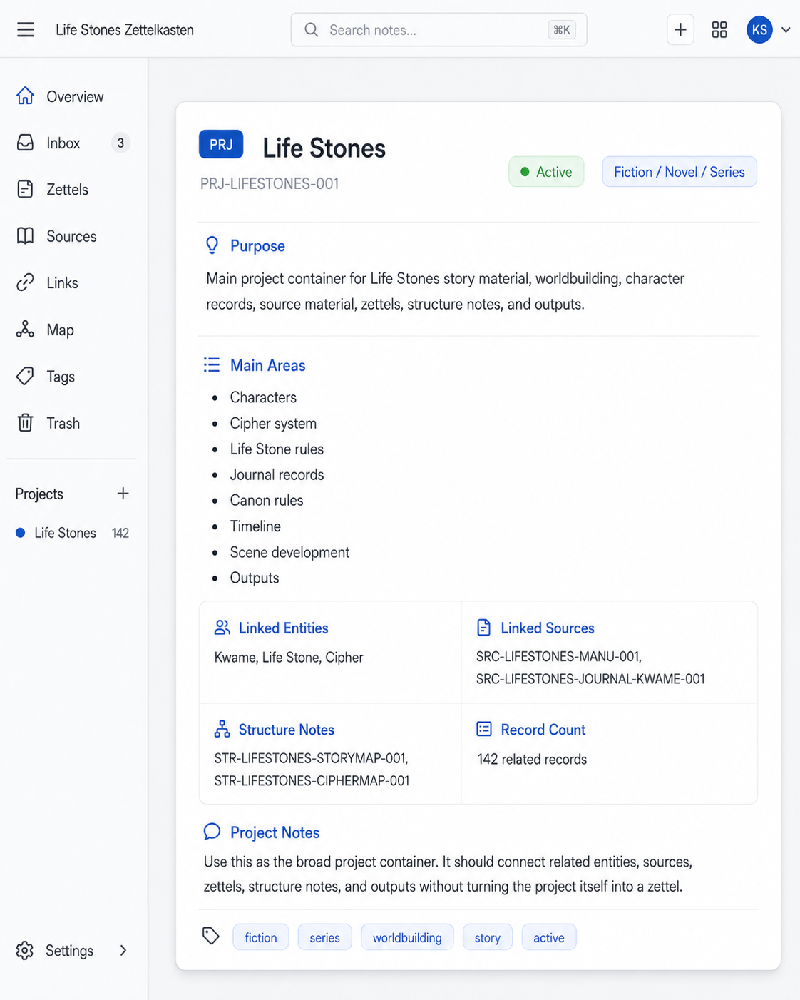 Life Stones Zettelkasten
Search notes...
⌘K
KS
Overview
Inbox 3
Zettels
Sources
Links
Map
Tags
Trash
Projects
Life Stones 142
Settings
PRJ Life Stones
PRJ-LIFESTONES-001
Active
Fiction / Novel / Series
Purpose
Main project container for Life Stones story material, worldbuilding, character
records, source material, zettels, structure notes, and outputs.
Main Areas
• Characters
• Cipher system
• Life Stone rules
• Journal records
• Canon rules
• Timeline
• Scene development
• Outputs
Linked Entities
Kwame, Life Stone, Cipher
Linked Sources
SRC-LIFESTONES-MANU-001,
SRC-LIFESTONES-JOURNAL-KWAME-001
Structure Notes
STR-LIFESTONES-STORYMAP-001,
STR-LIFESTONES-CIPHERMAP-001
Record Count
142 related records
Project Notes
Use this as the broad project container. It should connect related entities, sources,
zettels, structure notes, and outputs without turning the project itself into a zettel.
fiction series worldbuilding story active